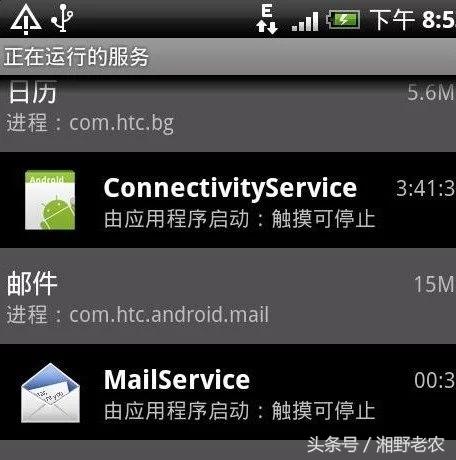 E
下午 8:5
正在运行的服务
日历 5.6M
进程：com.htc.bg
Android
ConnectivityService 3:41:3
由应用程序启动：触摸可停止
邮件 15M
进程：com.htc.android.mail
MailService 00:3
由应用程序启动：触摸可停止
头条号 / 湘野老农